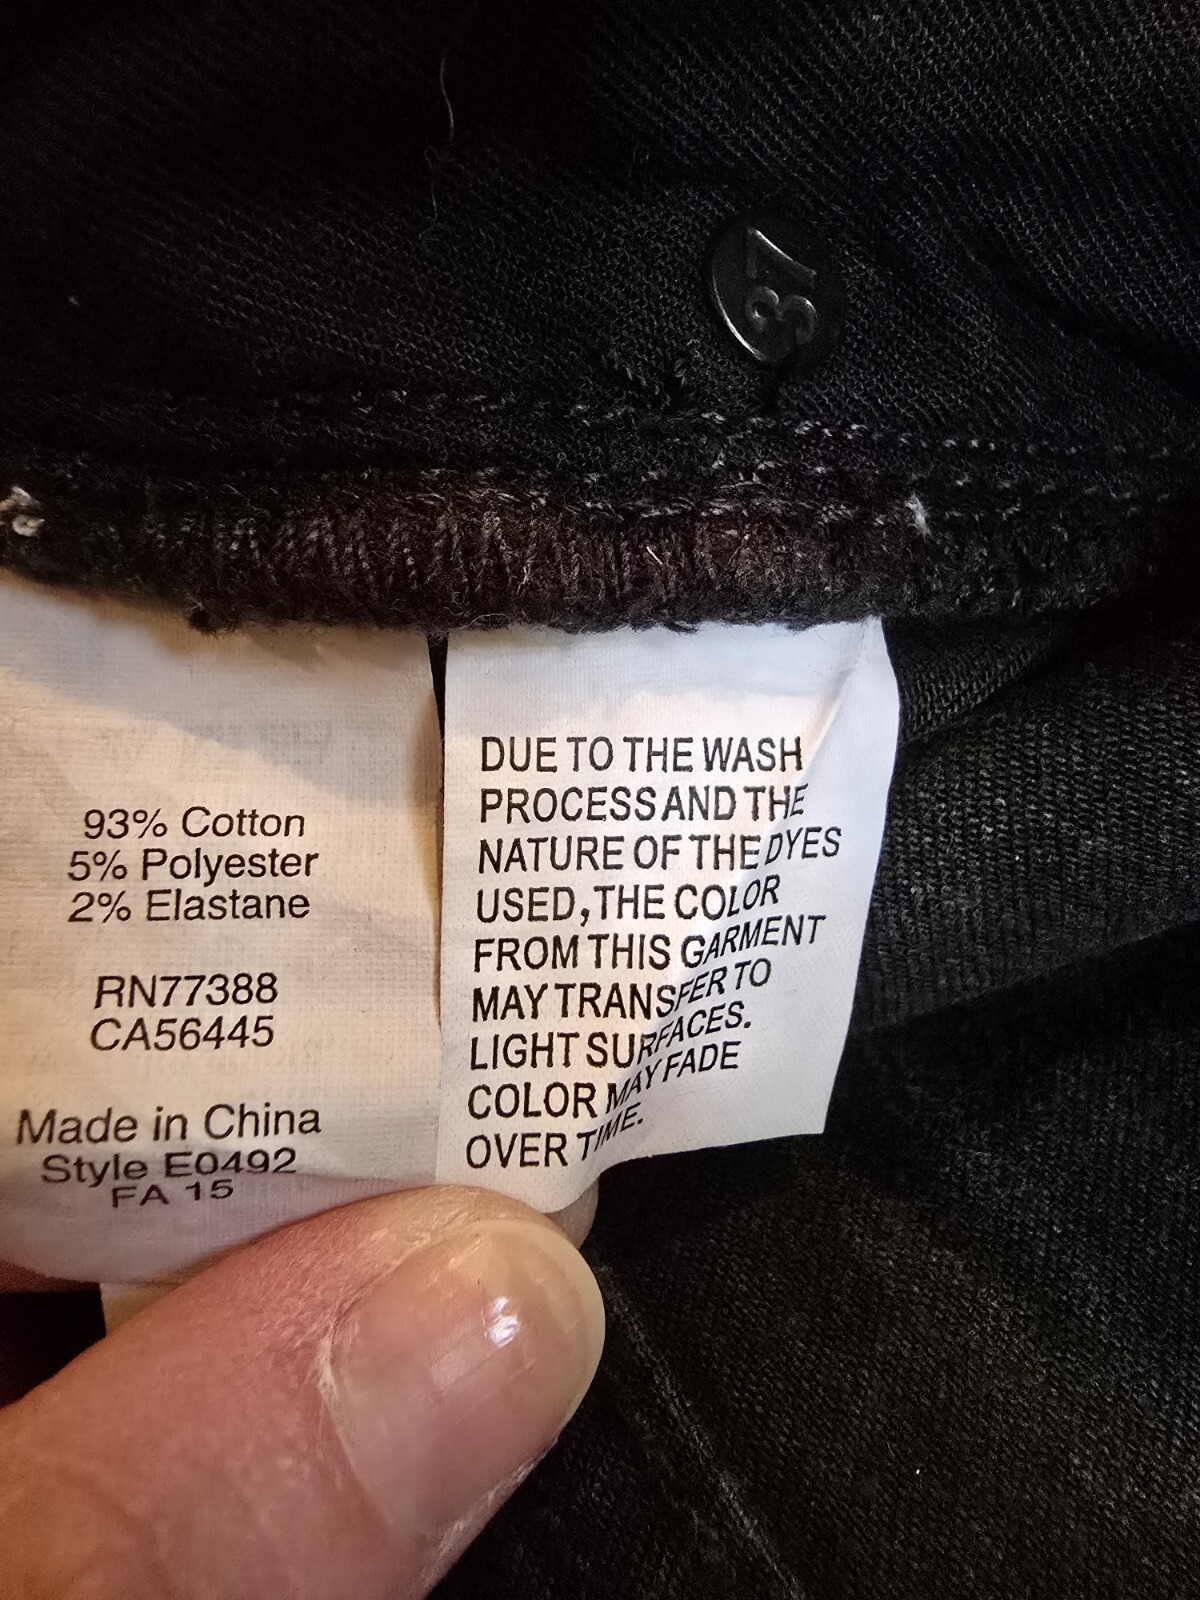 37
93% Cotton
5% Polyester
2% Elastane
RN77388
CA56445
Made in China
Style E0492
FA 15
DUE TO THE WASH
PROCESS AND THE
NATURE OF THE DYES
USED, THE COLOR
FROM THIS GARMENT
MAY TRANSFER TO
LIGHT SURFACES.
COLOR MAY FADE
OVER TIME.